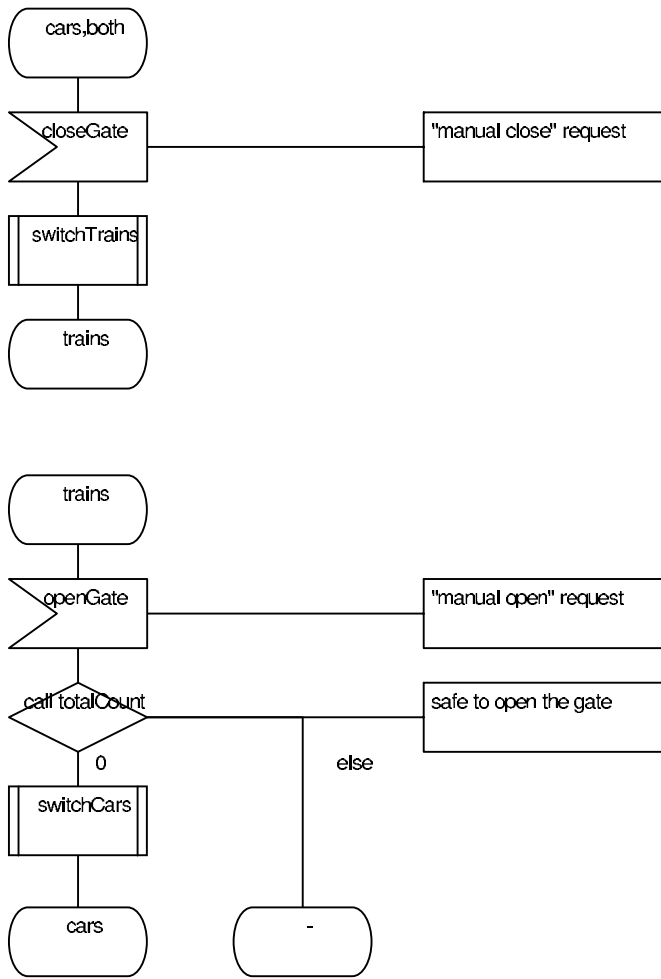 cars,both
closeGate
"manual close" request
switchTrains
trains
trains
openGate
"manual open" request
call totalCount
safe to open the gate
0
else
switchCars
cars
-